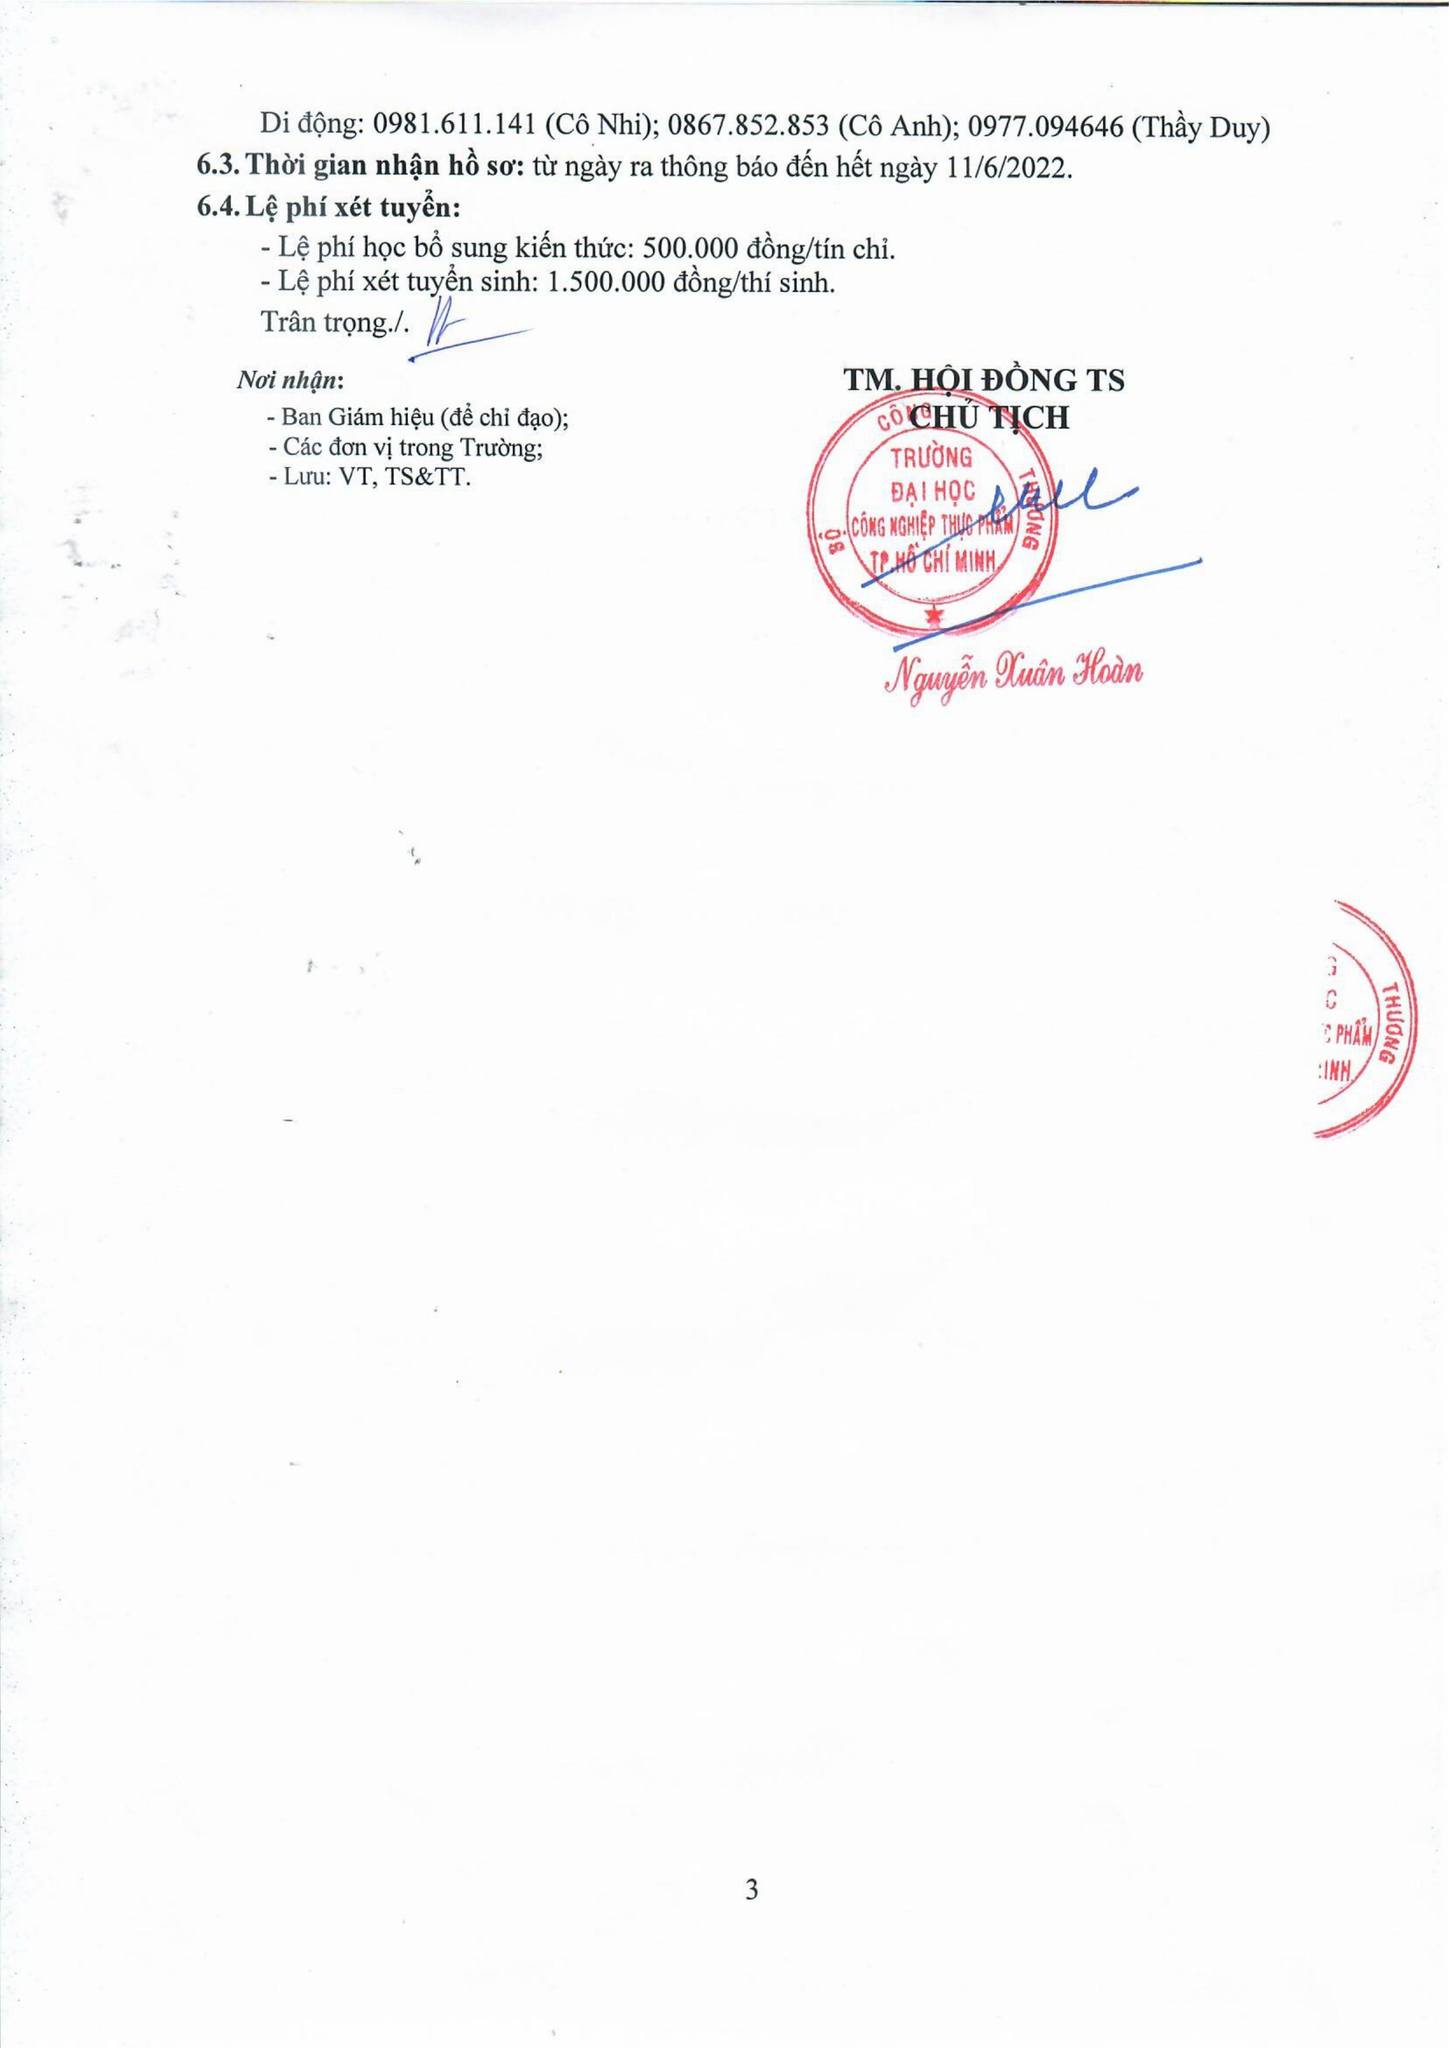 Di động: 0981.611.141 (Cô Nhi); 0867.852.853 (Cô Anh); 0977.094646 (Thầy Duy)
6.3. Thời gian nhận hồ sơ: từ ngày ra thông báo đến hết ngày 11/6/2022.
6.4. Lệ phí xét tuyển:
- Lệ phí học bổ sung kiến thức: 500.000 đồng/tín chỉ.
- Lệ phí xét tuyển sinh: 1.500.000 đồng/thí sinh.
Trân trọng./.
Nơi nhận:
- Ban Giám hiệu (để chỉ đạo);
- Các đơn vị trong Trường;
- Lưu: VT, TS&TT.
TM. HỘI ĐỒNG TS
CHỦ TỊCH
BỘ CÔNG THƯƠNG
TRƯỜNG
ĐẠI HỌC
CÔNG NGHIỆP THỰC PHẨM
TP.HỒ CHÍ MINH
Nguyễn Xuân Hoàn
THƯƠNG
G
C
C PHẨM
INH
3